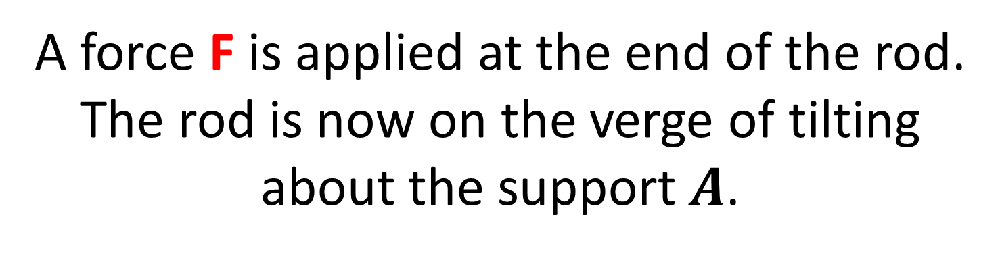 A force F is applied at the end of the rod.
The rod is now on the verge of tilting
about the support A.